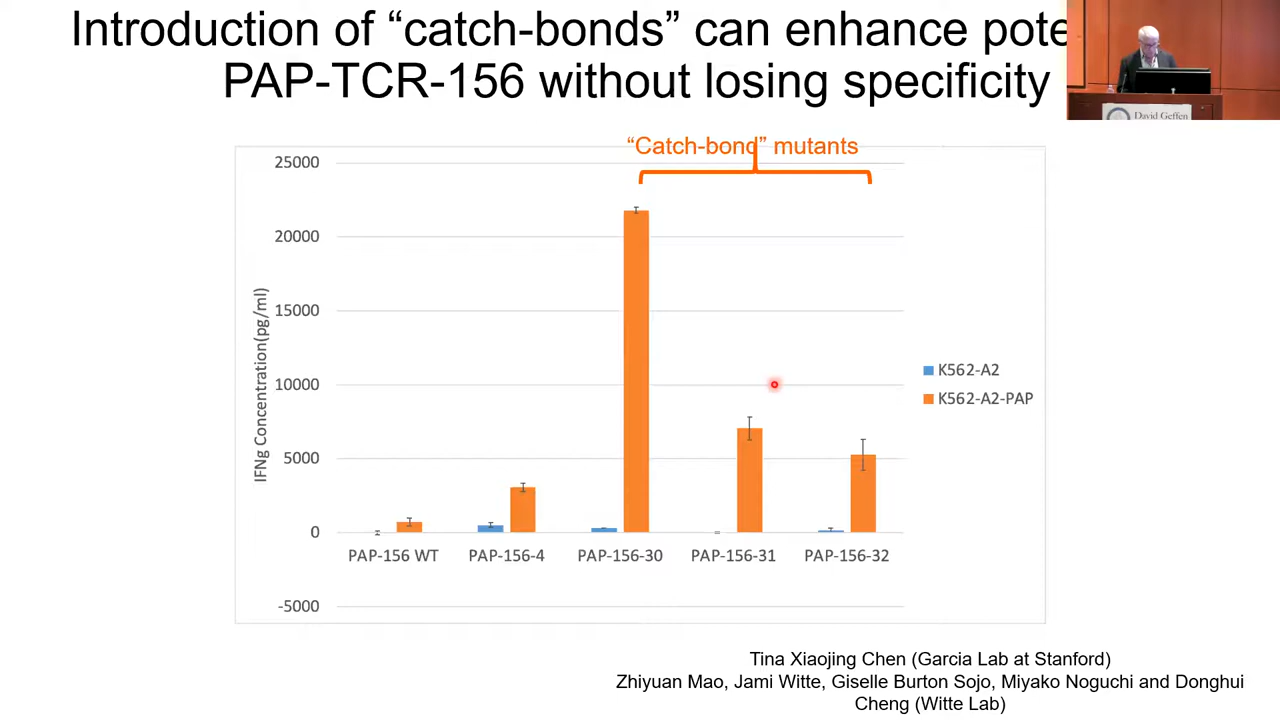 Introduction of “catch-bonds” can enhance
PAP-TCR-156 without losing specificity
David Geffen
“Catch-bond” mutants
25000
20000
15000
10000
5000
0
-5000
IFNg Concentration(pg/ml)
PAP-156 WT
PAP-156-4
PAP-156-30
PAP-156-31
PAP-156-32
K562-A2
K562-A2-PAP
Tina Xiaojing Chen (Garcia Lab at Stanford)
Zhiyuan Mao, Jami Witte, Giselle Burton Sojo, Miyako Noguchi and Donghui
Cheng (Witte Lab)